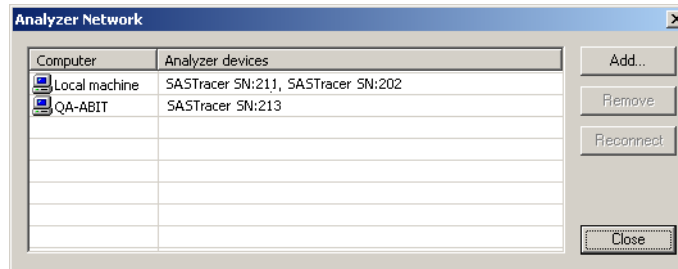 Analyzer Network
Computer Analyzer devices
Local machine SASTracer SN:211, SASTracer SN:202
QA-ABIT SASTracer SN:213
Add...
Remove
Reconnect
Close